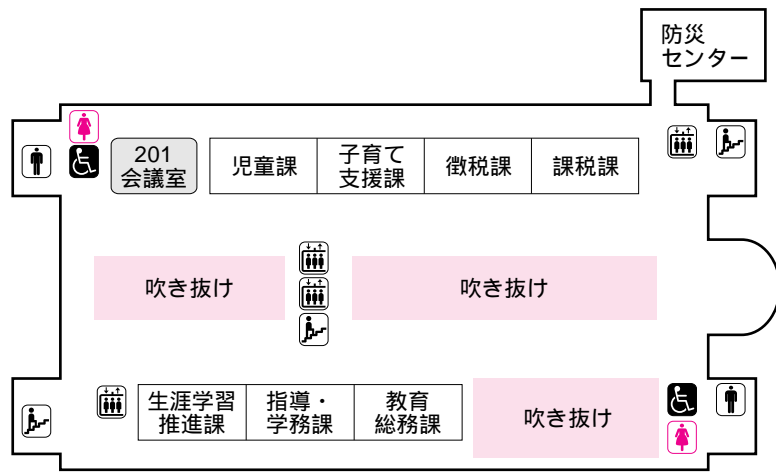 防災
センター
201
会議室
児童課
子育て
支援課
徴税課
課税課
吹き抜け
吹き抜け
生涯学習
推進課
指導・
学務課
教育
総務課
吹き抜け